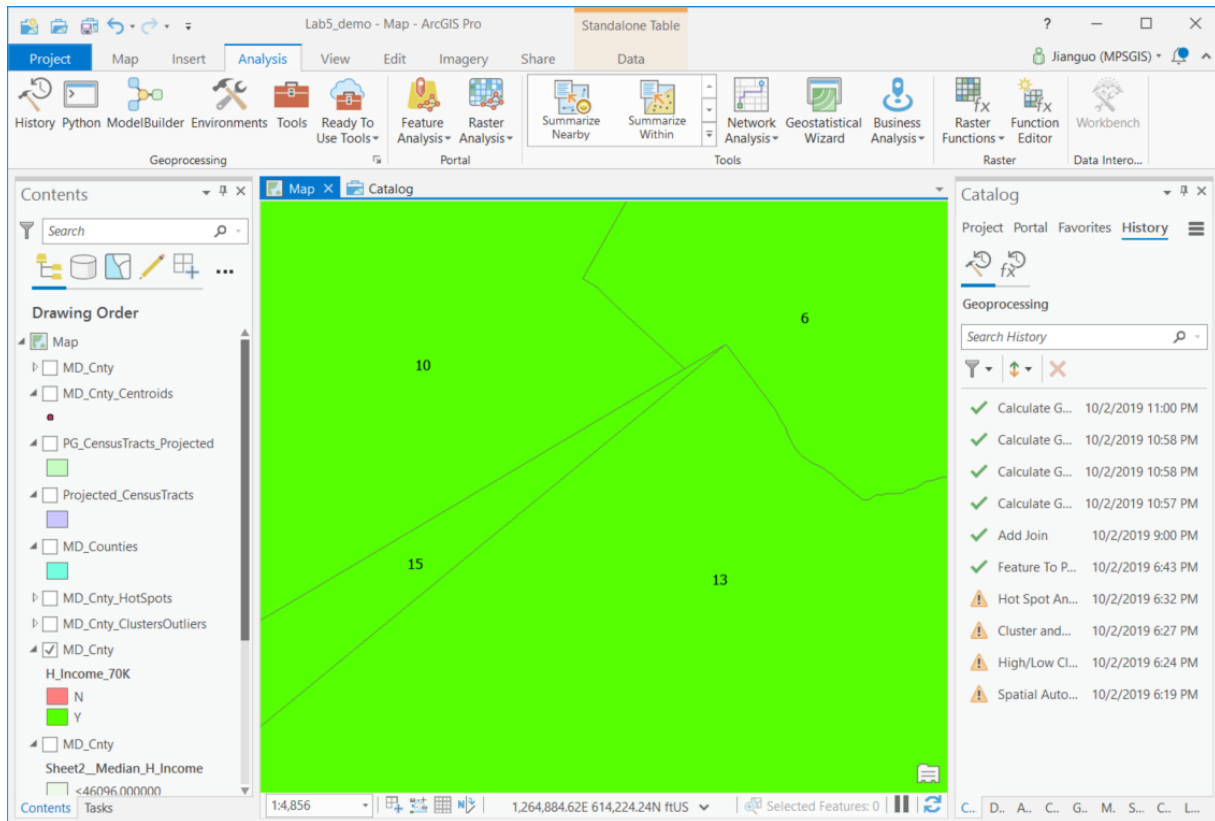 Lab5_demo - Map - ArcGIS Pro
Standalone Table
?
Project Map Insert Analysis View Edit Imagery Share Data
Jianguo (MPSGIS)
History Python ModelBuilder Environments Tools Ready To Use Tools
Feature Analysis Raster Analysis
Summarize Nearby Summarize Within
Network Analysis Geostatistical Wizard Business Analysis
Raster Functions Function Editor
Workbench
Geoprocessing Portal Tools Raster Data Intero...
Contents
Search
Drawing Order
Map
MD_Cnty
MD_Cnty_Centroids
PG_CensusTracts_Projected
Projected_CensusTracts
MD_Counties
MD_Cnty_HotSpots
MD_Cnty_ClustersOutliers
MD_Cnty
H_Income_70K
N
Y
MD_Cnty
Sheet2__Median_H_Income
<46096.000000
Contents Tasks
Map Catalog
6
10
15
13
1:4,856
1,264,884.62E 614,224.24N ftUS
Selected Features: 0
Catalog
Project Portal Favorites History
Geoprocessing
Search History
Calculate G... 10/2/2019 11:00 PM
Calculate G... 10/2/2019 10:58 PM
Calculate G... 10/2/2019 10:58 PM
Calculate G... 10/2/2019 10:57 PM
Add Join 10/2/2019 9:00 PM
Feature To P... 10/2/2019 6:43 PM
Hot Spot An... 10/2/2019 6:32 PM
Cluster and... 10/2/2019 6:27 PM
High/Low Cl... 10/2/2019 6:24 PM
Spatial Auto... 10/2/2019 6:19 PM
C.. D.. A.. C.. G.. M. S... C... L...